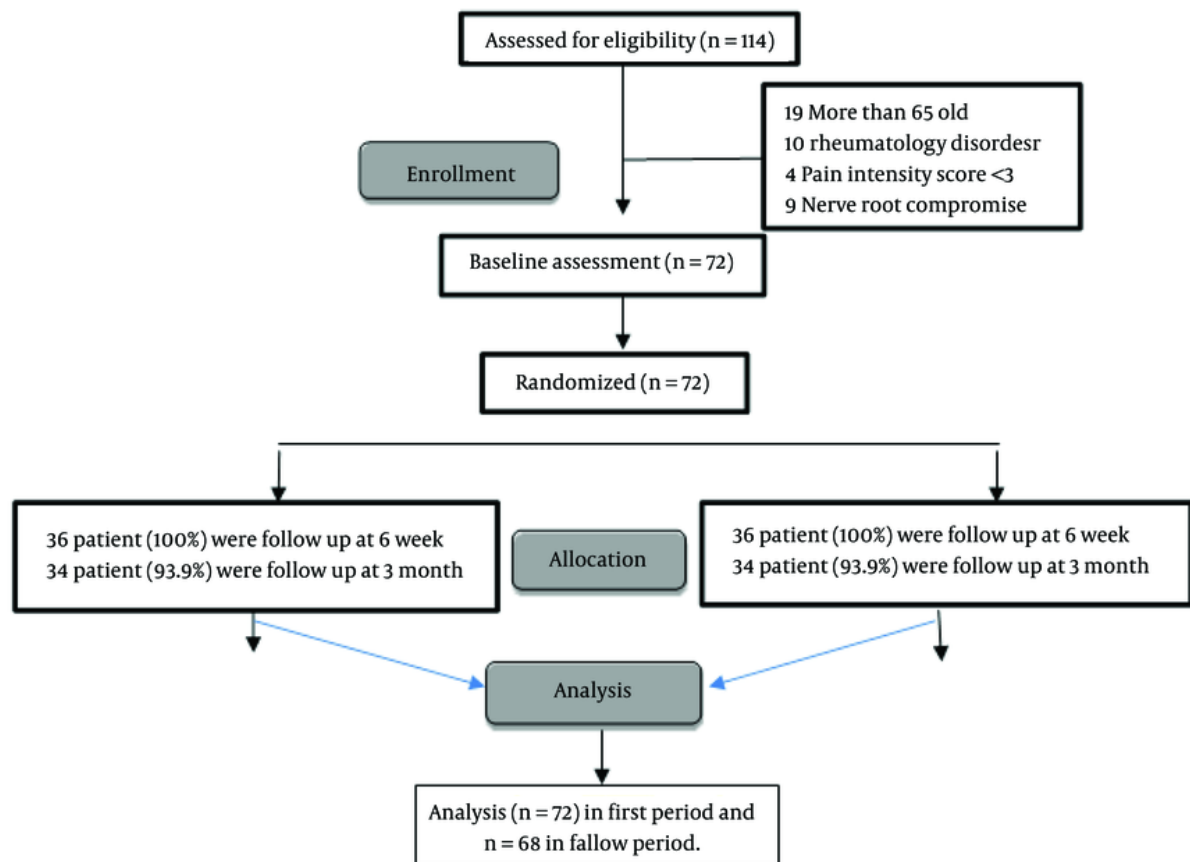 Assessed for eligibility (n = 114)
19 More than 65 old
10 rheumatology disordesr
4 Pain intensity score <3
9 Nerve root compromise
Enrollment
Baseline assessment (n = 72)
Randomized (n = 72)
36 patient (100%) were follow up at 6 week
34 patient (93.9%) were follow up at 3 month
Allocation
36 patient (100%) were follow up at 6 week
34 patient (93.9%) were follow up at 3 month
Analysis
Analysis (n = 72) in first period and
n = 68 in fallow period.